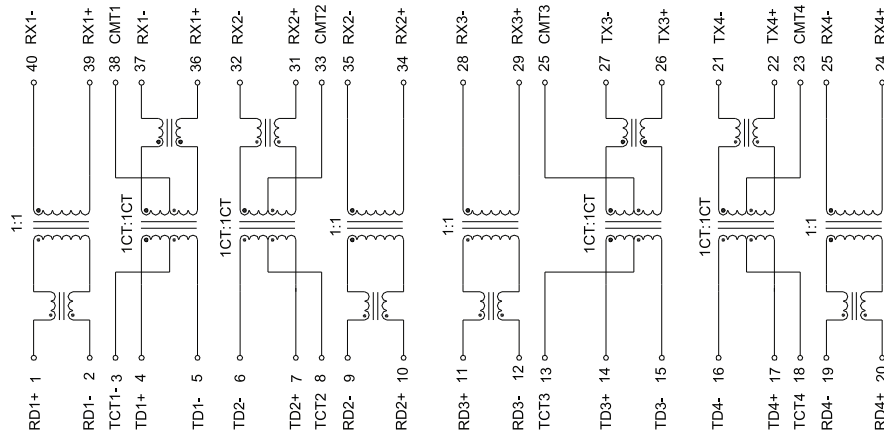 40 RX1-
39 RX1+
38 CMT1
37 RX1-
36 RX1+
32 RX2-
31 RX2+
33 CMT2
35 RX2-
34 RX2+
28 RX3-
29 RX3+
25 CMT3
27 TX3-
26 TX3+
21 TX4-
22 TX4+
23 CMT4
25 RX4-
24 RX4+
1:1
1CT:1CT
1CT:1CT
1:1
1:1
1CT:1CT
1CT:1CT
1:1
RD1+ 1
RD1- 2
TCT1- 3
TD1+ 4
TD1- 5
TD2- 6
TD2+ 7
TCT2 8
RD2- 9
RD2+ 10
RD3+ 11
RD3- 12
TCT3 13
TD3+ 14
TD3- 15
TD4- 16
TD4+ 17
TCT4 18
RD4- 19
RD4+ 20